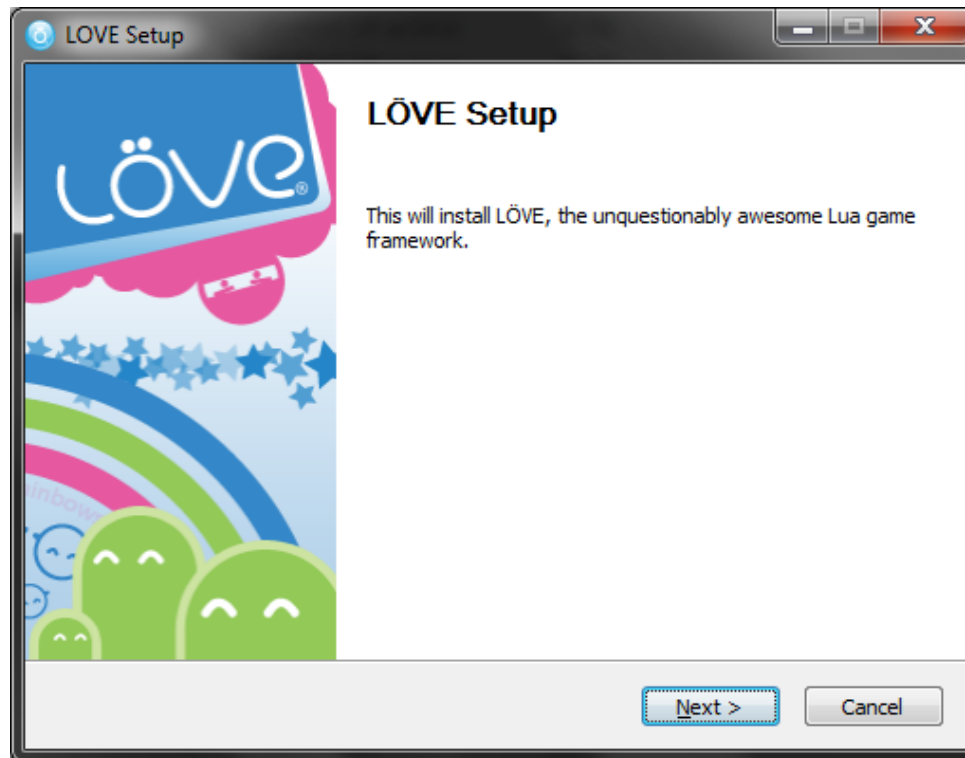 LOVE Setup
LÖVE
®
LÖVE Setup
This will install LÖVE, the unquestionably awesome Lua game
framework.
Next >
Cancel